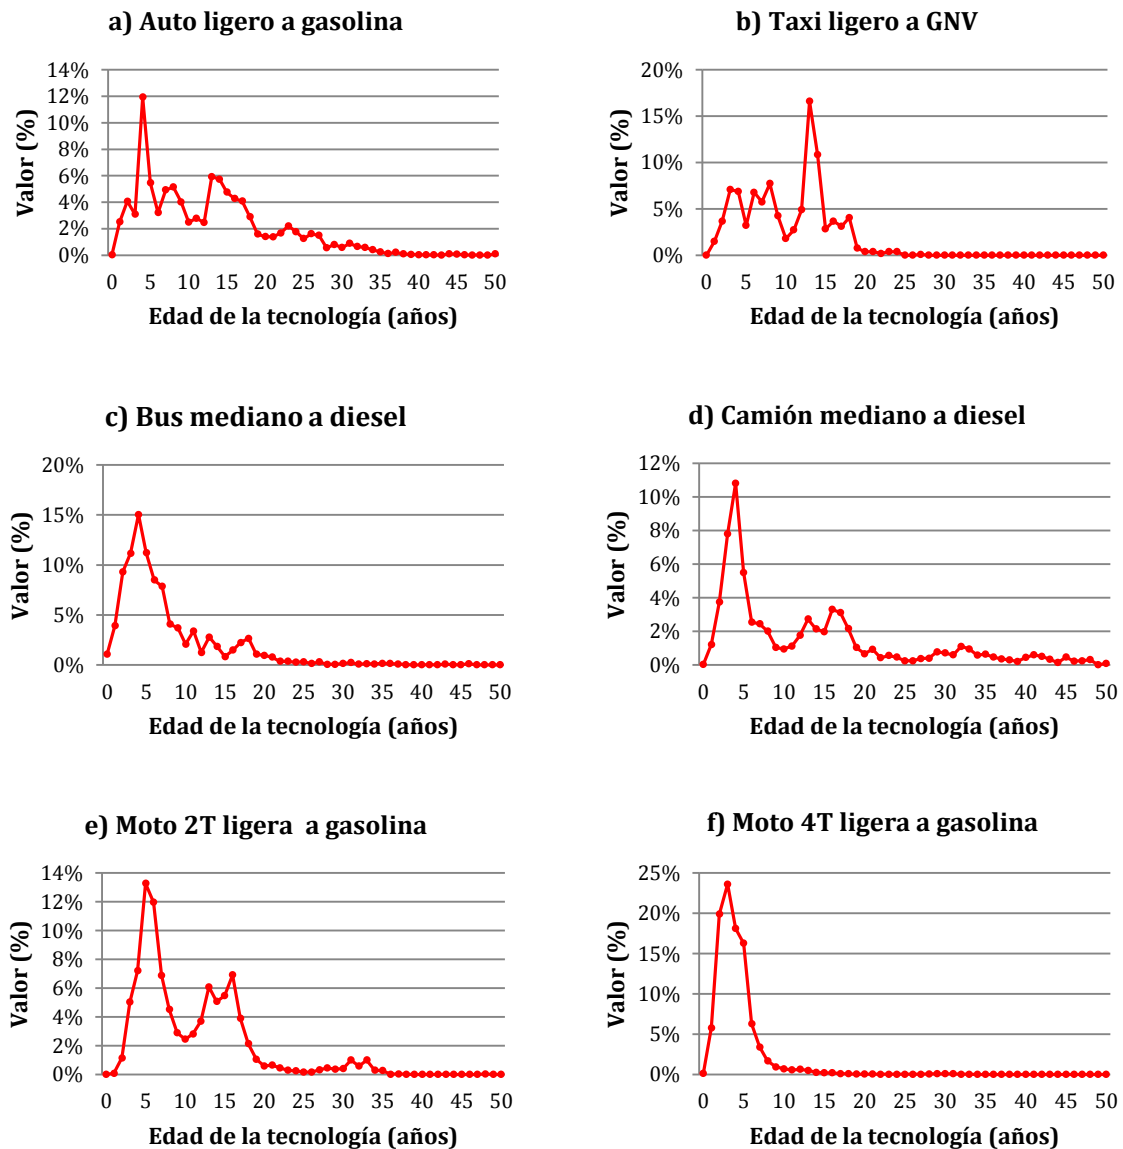 a) Auto ligero a gasolina
14%
12%
10%
8%
6%
4%
2%
0%
Valor (%)
0 5 10 15 20 25 30 35 40 45 50
Edad de la tecnología (años)
b) Taxi ligero a GNV
20%
15%
10%
5%
0%
Valor (%)
0 5 10 15 20 25 30 35 40 45 50
Edad de la tecnología (años)
c) Bus mediano a diesel
20%
15%
10%
5%
0%
Valor (%)
0 5 10 15 20 25 30 35 40 45 50
Edad de la tecnología (años)
d) Camión mediano a diesel
12%
10%
8%
6%
4%
2%
0%
Valor (%)
0 5 10 15 20 25 30 35 40 45 50
Edad de la tecnología (años)
e) Moto 2T ligera a gasolina
14%
12%
10%
8%
6%
4%
2%
0%
Valor (%)
0 5 10 15 20 25 30 35 40 45 50
Edad de la tecnología (años)
f) Moto 4T ligera a gasolina
25%
20%
15%
10%
5%
0%
Valor (%)
0 5 10 15 20 25 30 35 40 45 50
Edad de la tecnología (años)